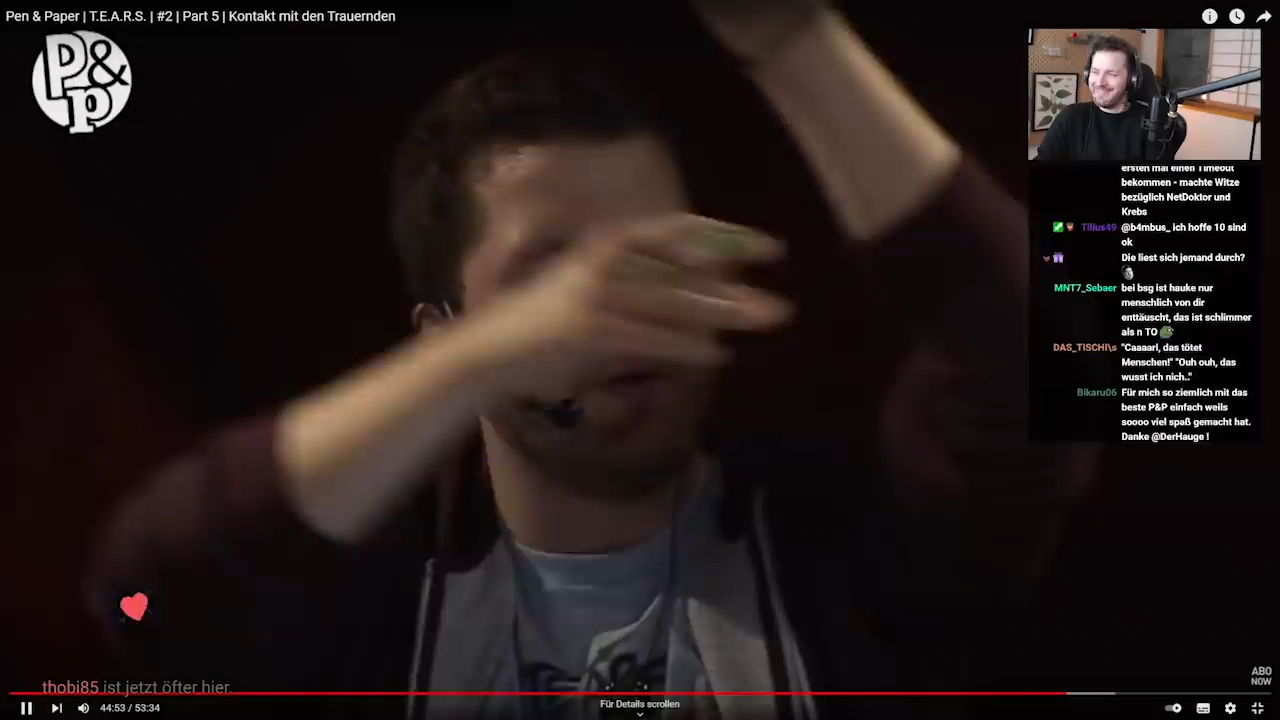 Pen & Paper | T.E.A.R.S. | #2 | Part 5 | Kontakt mit den Trauernden
P&P
ersten mal einen Timeout
bekommen - machte Witze
bezüglich NetDoktor und
Krebs
Tilius49 @b4mbus_ ich hoffe 10 sind
ok
Die liest sich jemand durch?
MNT7_Sebaer bei bsg ist hauke nur
menschlich von dir
enttäuscht, das ist schlimmer
als n TO
DAS_TISCHI\s "Caaaarl, das tötet
Menschen!" "Ouh ouh, das
wusst ich nich.."
Bikaru06 Für mich so ziemlich mit das
beste P&P einfach weils
soooo viel spaß gemacht hat.
Danke @DerHauge !
thobi85 ist jetzt öfter hier.
ABO
NOW
44:53 / 53:34
Für Details scrollen